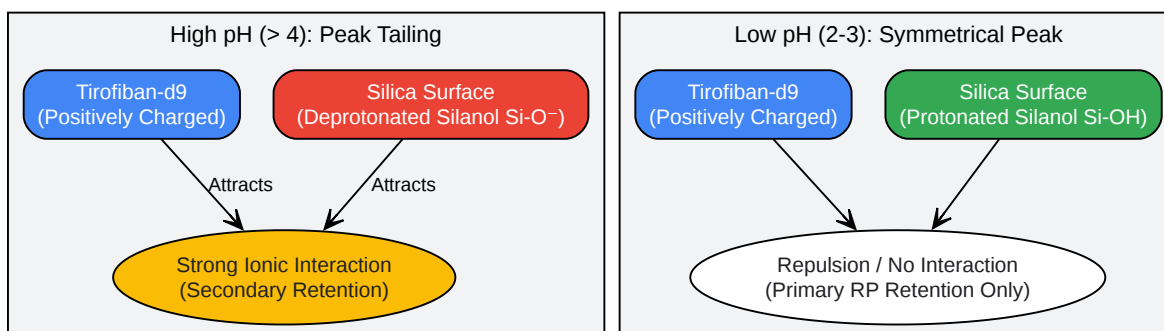 High pH (> 4): Peak Tailing
Tirofiban-d9
(Positively Charged)
Silica Surface
(Deprotonated Silanol Si-O⁻)
Attracts
Attracts
Strong Ionic Interaction
(Secondary Retention)
Low pH (2-3): Symmetrical Peak
Tirofiban-d9
(Positively Charged)
Silica Surface
(Protonated Silanol Si-OH)
Repulsion / No Interaction
(Primary RP Retention Only)